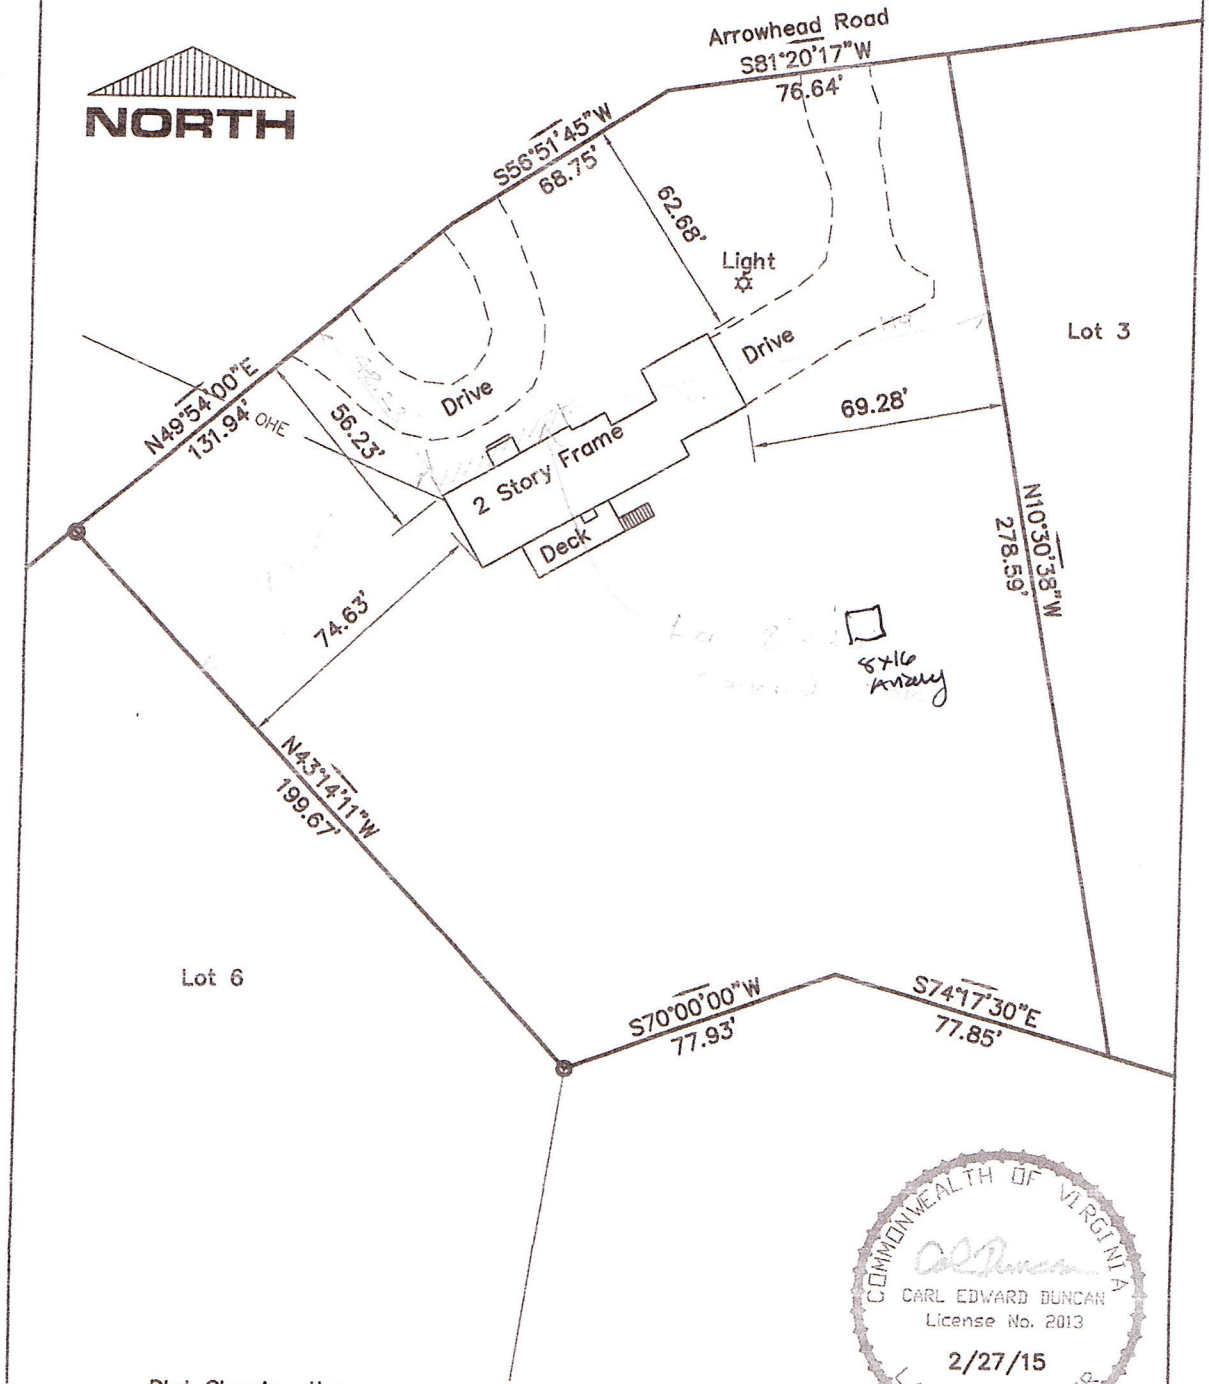 Arrowhead Road
S81°20'17"W
76.64'
NORTH
S56°51'45"W
68.75'
62.68'
Light
Lot 3
Drive
N49°54'00"E
131.94'
OHE
56.23'
Drive
69.28'
2 Story Frame
Deck
N10°30'38"W
278.59'
74.63'
8x16
Aviary
N43°14'11"W
199.67'
Lot 6
S70°00'00"W
77.93'
S74°17'30"E
77.85'
COMMONWEALTH OF VIRGINIA
Carl Duncan
CARL EDWARD DUNCAN
License No. 2013
2/27/15